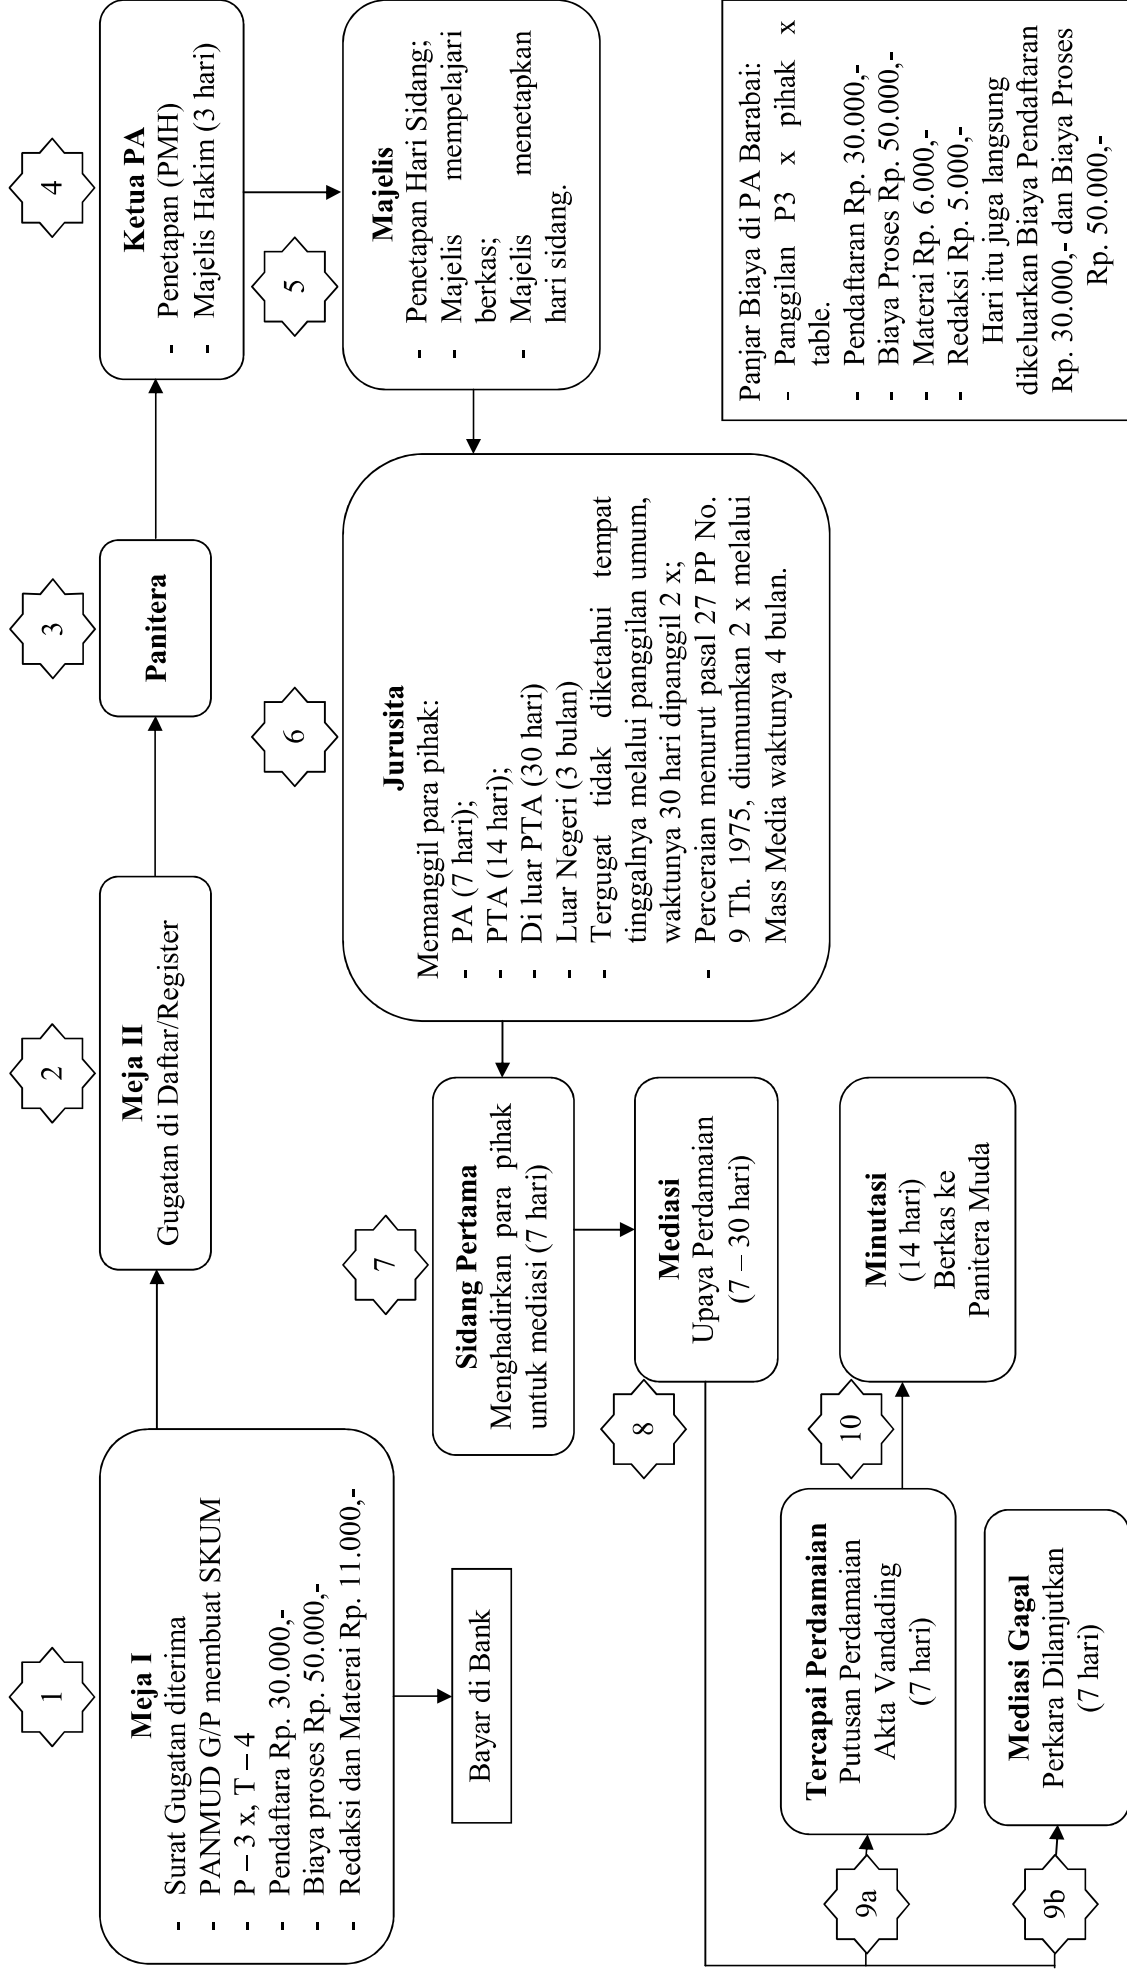 1
Meja I
- Surat Gugatan diterima
- PANMUD G/P membuat SKUM
- P – 3 x, T – 4
- Pendaftara Rp. 30.000,-
- Biaya proses Rp. 50.000,-
- Redaksi dan Materai Rp. 11.000,-
Bayar di Bank
2
Meja II
Gugatan di Daftar/Register
3
Panitera
4
Ketua PA
- Penetapan (PMH)
- Majelis Hakim (3 hari)
5
Majelis
- Penetapan Hari Sidang;
- Majelis mempelajari
berkas;
- Majelis menetapkan
hari sidang.
6
Jurusita
Memanggil para pihak:
- PA (7 hari);
- PTA (14 hari);
- Di luar PTA (30 hari)
- Luar Negeri (3 bulan)
- Tergugat tidak diketahui tempat
tinggalnya melalui panggilan umum,
waktunya 30 hari dipanggil 2 x;
- Perceraian menurut pasal 27 PP No.
9 Th. 1975, diumumkan 2 x melalui
Mass Media waktunya 4 bulan.
7
Sidang Pertama
Menghadirkan para pihak
untuk mediasi (7 hari)
8
Mediasi
Upaya Perdamaian
(7 – 30 hari)
9a
Tercapai Perdamaian
Putusan Perdamaian
Akta Vandading
(7 hari)
9b
Mediasi Gagal
Perkara Dilanjutkan
(7 hari)
10
Minutasi
(14 hari)
Berkas ke
Panitera Muda
Panjar Biaya di PA Barabai:
- Panggilan P3 x pihak x
table.
- Pendaftaran Rp. 30.000,-
- Biaya Proses Rp. 50.000,-
- Materai Rp. 6.000,-
- Redaksi Rp. 5.000,-
Hari itu juga langsung
dikeluarkan Biaya Pendaftaran
Rp. 30.000,- dan Biaya Proses
Rp. 50.000,-